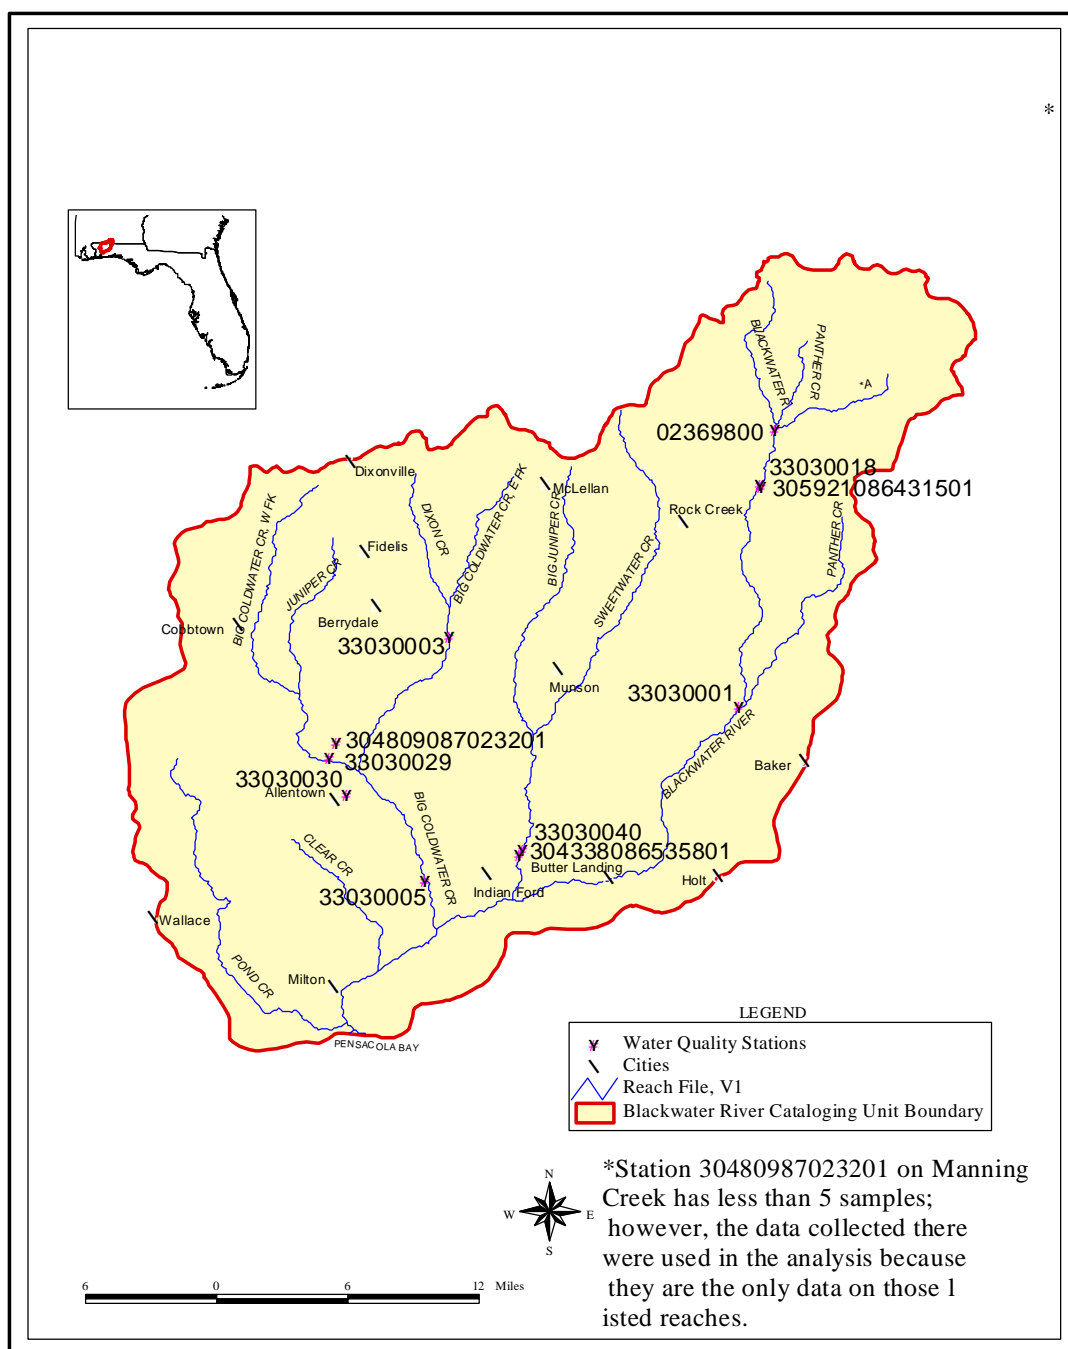 *
BLACKWATER R
PANTHER CR
*A
02369800
33030018
305921086431501
Dixonville
McLellan
Rock Creek
PANTHER CR
BIG COLDWATER CR, W FK
DIXON CR
BIG COLDWATER CR, E FK
BIG JUNIPER CR
SWEETWATER CR
Fidelis
JUNIPER CR
Berrydale
Cobbtown
33030003
Munson
33030001
304809087023201
33030029
BLACKWATER RIVER
Baker
33030030
Allentown
BIG COLDWATER CR
33030040
304338086535801
CLEAR CR
Butter Landing
Holt
33030005
Indian Ford
Wallace
POND CR
Milton
PENSACOLA BAY
LEGEND
Water Quality Stations
Cities
Reach File, V1
Blackwater River Cataloging Unit Boundary
N
W
E
S
*Station 30480987023201 on Manning
Creek has less than 5 samples;
however, the data collected there
were used in the analysis because
they are the only data on those l
isted reaches.
6 0 6 12 Miles